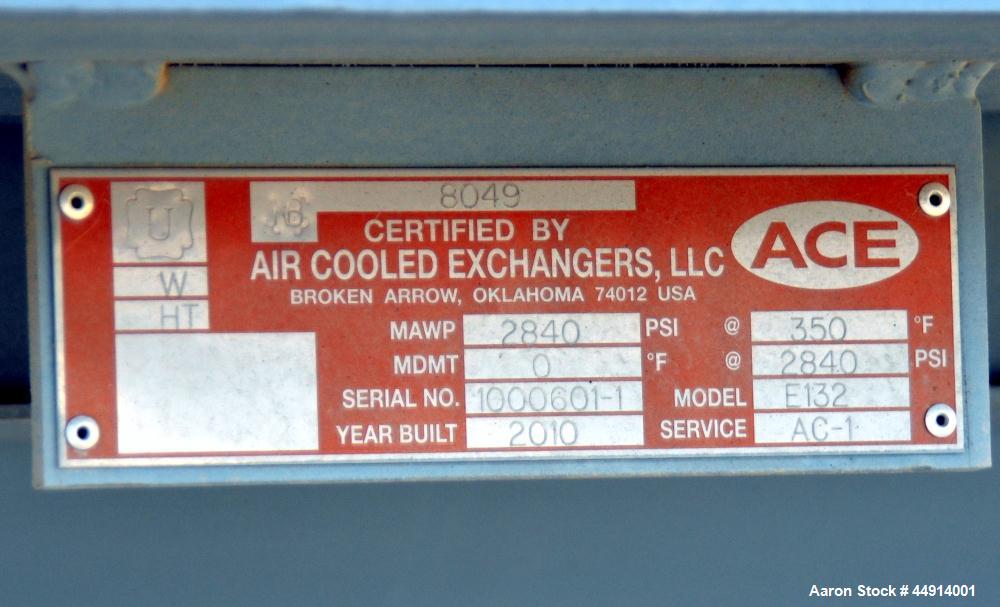 U
NB 8049
W
HT
CERTIFIED BY
AIR COOLED EXCHANGERS, LLC
BROKEN ARROW, OKLAHOMA 74012 USA
ACE
MAWP 2840 PSI @ 350 °F
MDMT 0 °F @ 2840 PSI
SERIAL NO. 1000601-1 MODEL E132
YEAR BUILT 2010 SERVICE AC-1
Aaron Stock # 44914001